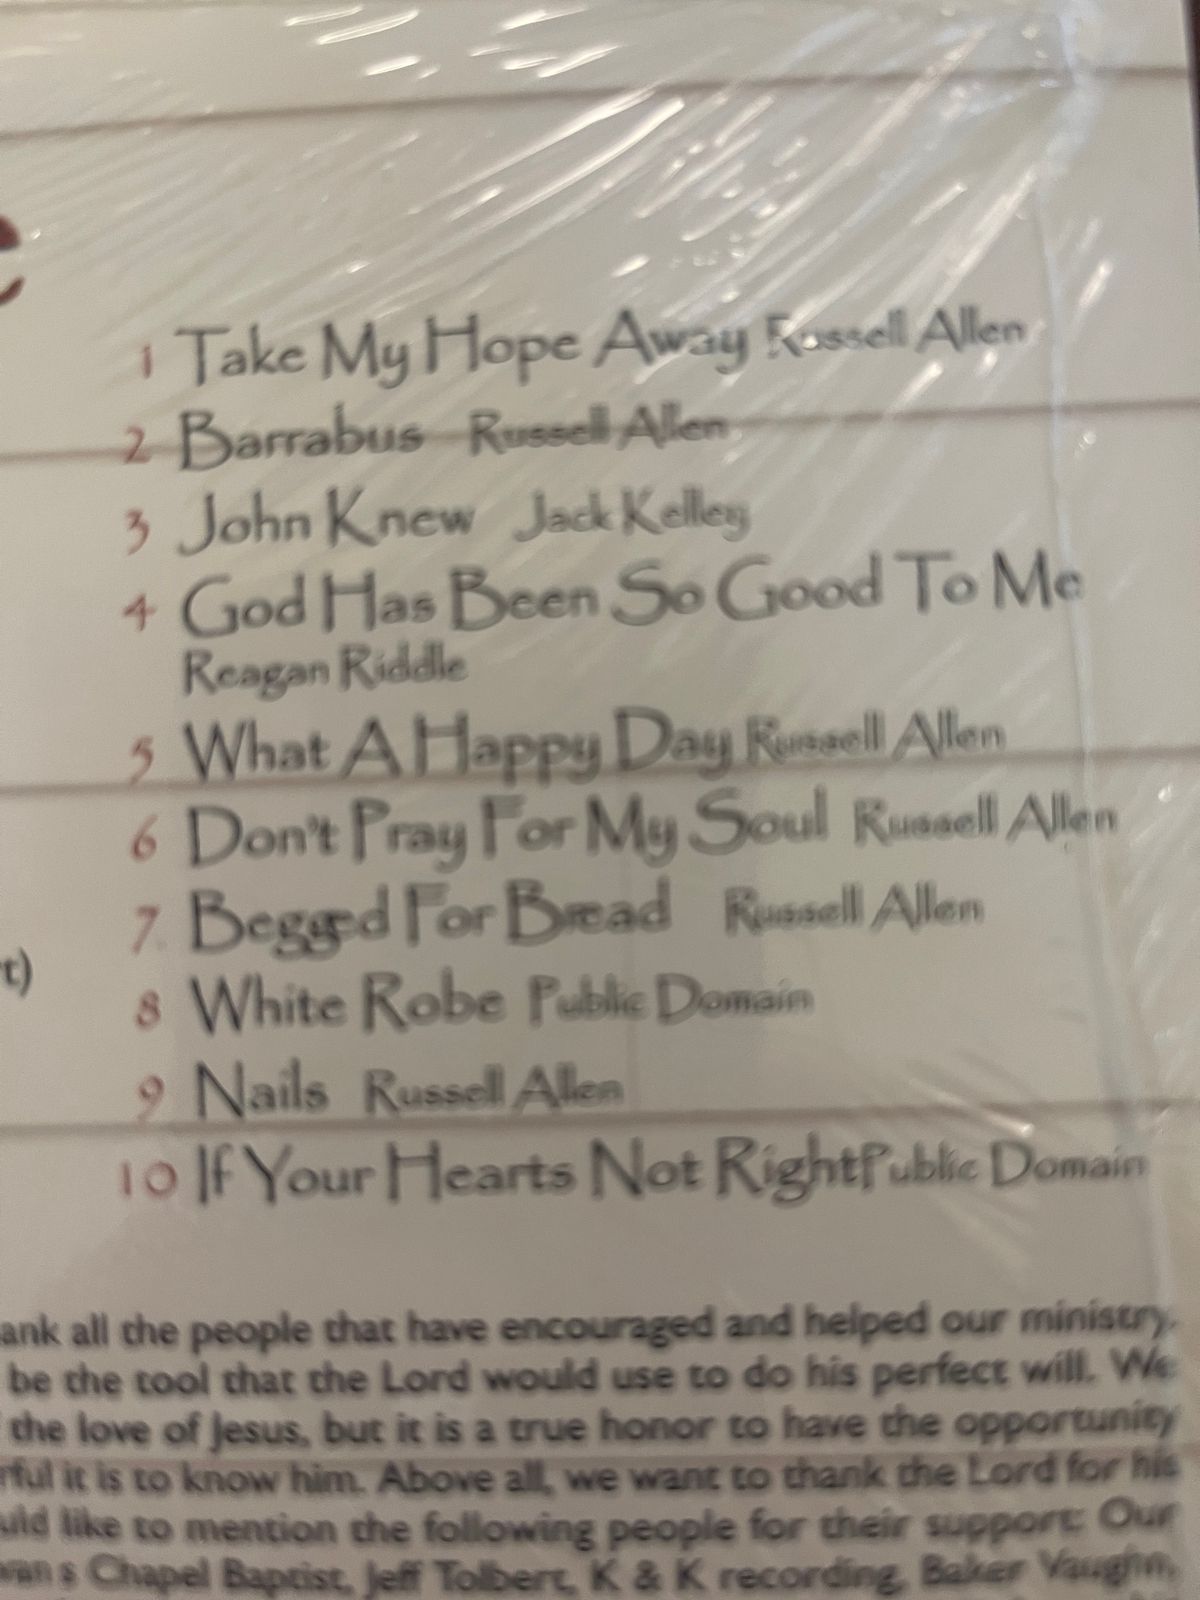 e
1 Take My Hope Away Russell Allen
2 Barrabus Russell Allen
3 John Knew Jack Kelley
4 God Has Been So Good To Me
Reagan Riddle
5 What A Happy Day Russell Allen
6 Don't Pray For My Soul Russell Allen
7 Begged For Bread Russell Allen
t)
8 White Robe Public Domain
9 Nails Russell Allen
10 If Your Hearts Not Right Public Domain
ank all the people that have encouraged and helped our ministry.
be the tool that the Lord would use to do his perfect will. We
the love of Jesus, but it is a true honor to have the opportunity
rful it is to know him. Above all, we want to thank the Lord for his
uld like to mention the following people for their support: Our
s Chapel Baptist, Jeff Tolbert, K & K recording, Baker Vaughn,